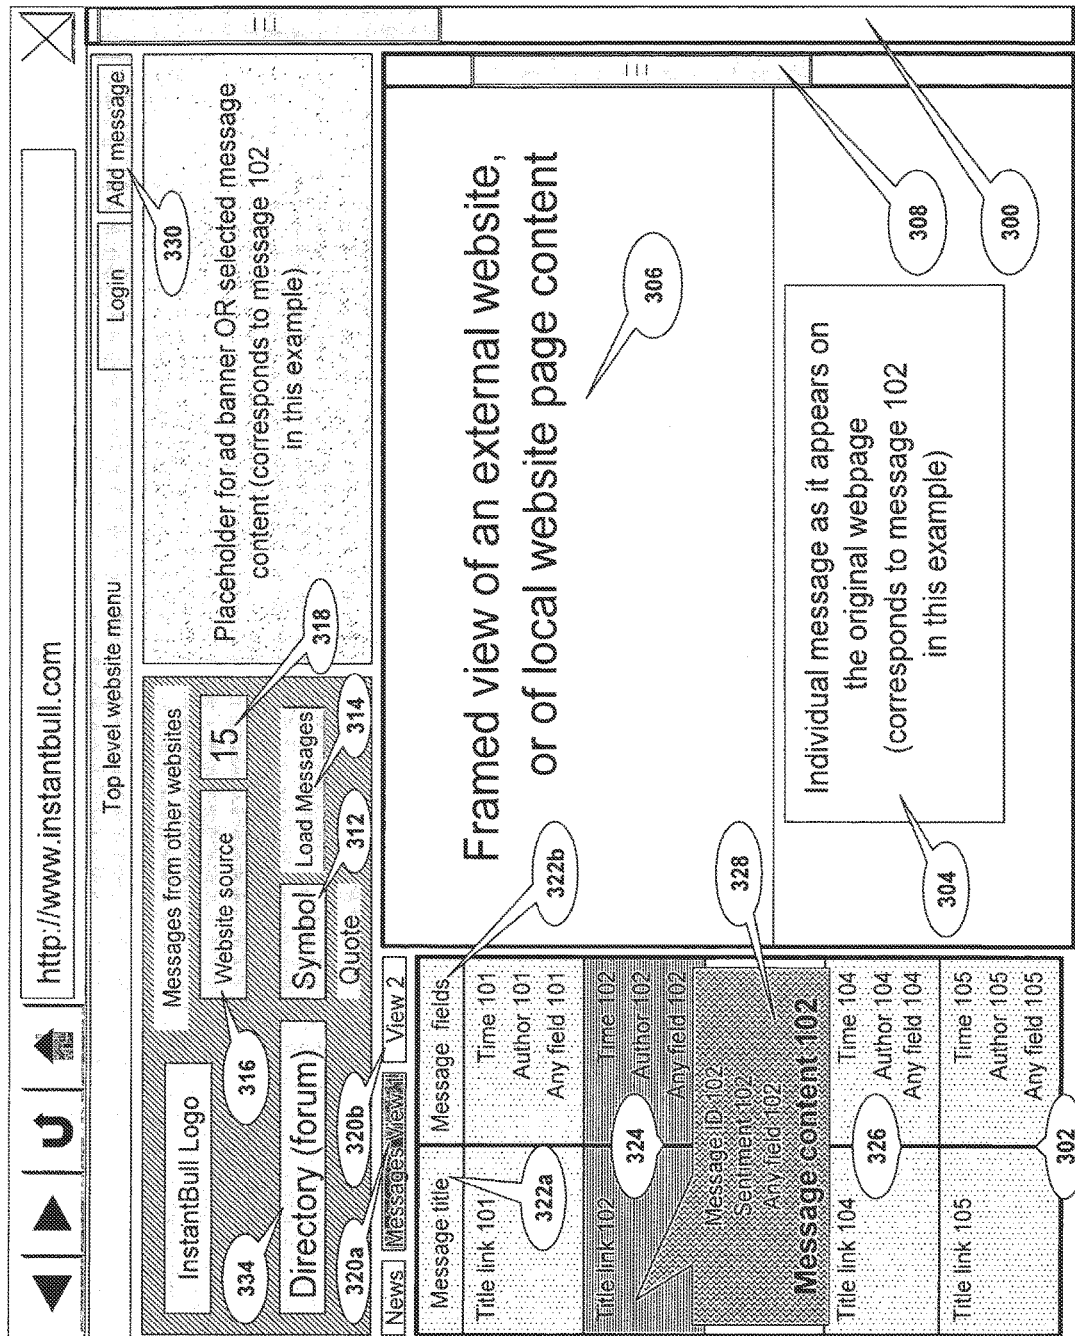 http://www.instantbull.com
Top level website menu
Login
Add message
330
InstantBull Logo
Messages from other websites
316
Website source
15
318
334
Directory (forum)
Symbol
Load Messages
Quote
312
314
Placeholder for ad banner OR selected message
content (corresponds to message 102
in this example)
320a
320b
News
Messages View 1
View 2
Message title
Message fields
322a
322b
Title link 101
Time 101
Author 101
Any field 101
Title link 102
Time 102
Author 102
Any field 102
324
Message ID 102
Sentiment 102
Any field 102
Message content 102
328
Title link 104
Time 104
Author 104
Any field 104
326
Title link 105
Time 105
Author 105
Any field 105
302
Framed view of an external website,
or of local website page content
306
Individual message as it appears on
the original webpage
(corresponds to message 102
in this example)
304
308
300